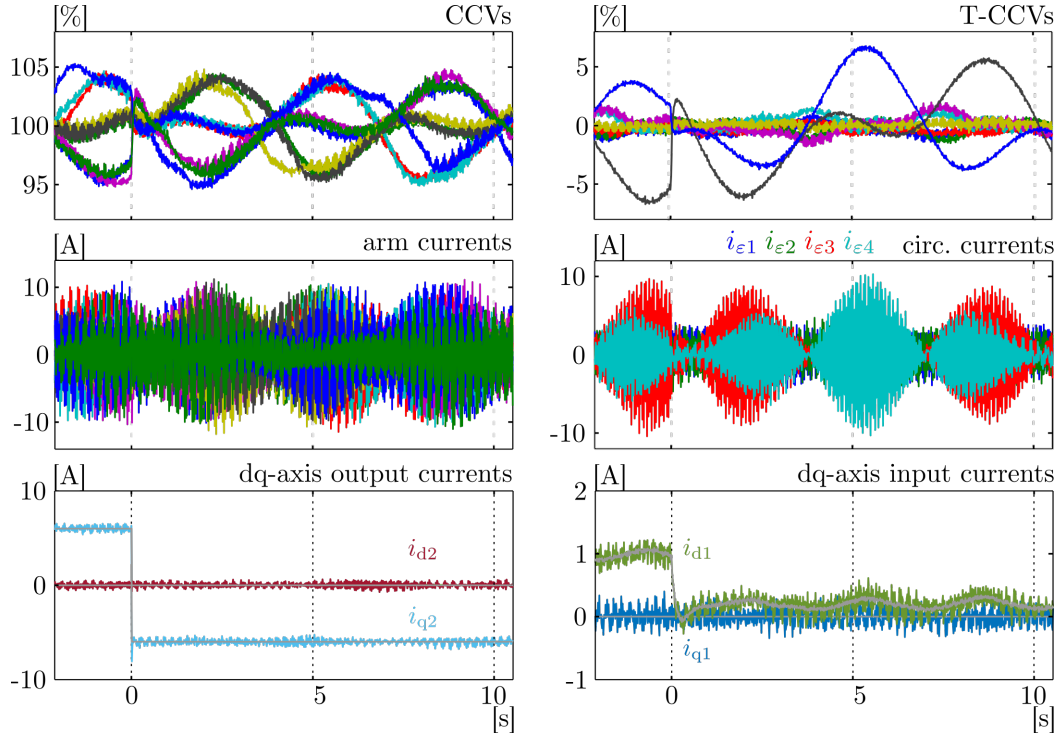 [%] CCVs
105
100
95
[%] T-CCVs
5
0
-5
[A] arm currents
10
0
-10
[A] iε1 iε2 iε3 iε4 circ. currents
10
0
-10
[A] dq-axis output currents
10
0
-10
id2
iq2
0 5 10
[s]
[A] dq-axis input currents
2
1
0
-1
id1
iq1
0 5 10
[s]